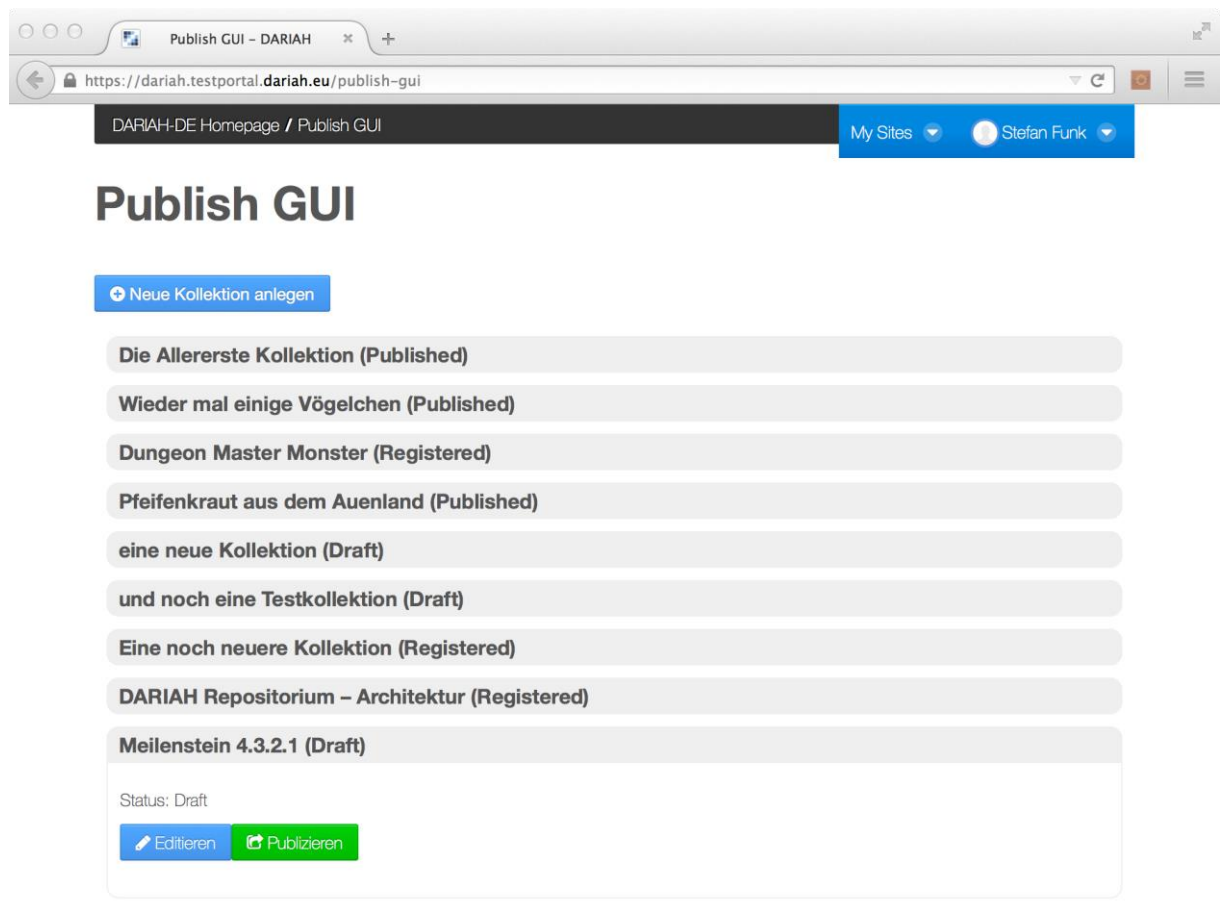 Publish GUI – DARIAH
https://dariah.testportal.dariah.eu/publish-gui
DARIAH-DE Homepage / Publish GUI
My Sites Stefan Funk
Publish GUI
Neue Kollektion anlegen
Die Allererste Kollektion (Published)
Wieder mal einige Vögelchen (Published)
Dungeon Master Monster (Registered)
Pfeifenkraut aus dem Auenland (Published)
eine neue Kollektion (Draft)
und noch eine Testkollektion (Draft)
Eine noch neuere Kollektion (Registered)
DARIAH Repositorium – Architektur (Registered)
Meilenstein 4.3.2.1 (Draft)
Status: Draft
Editieren Publizieren